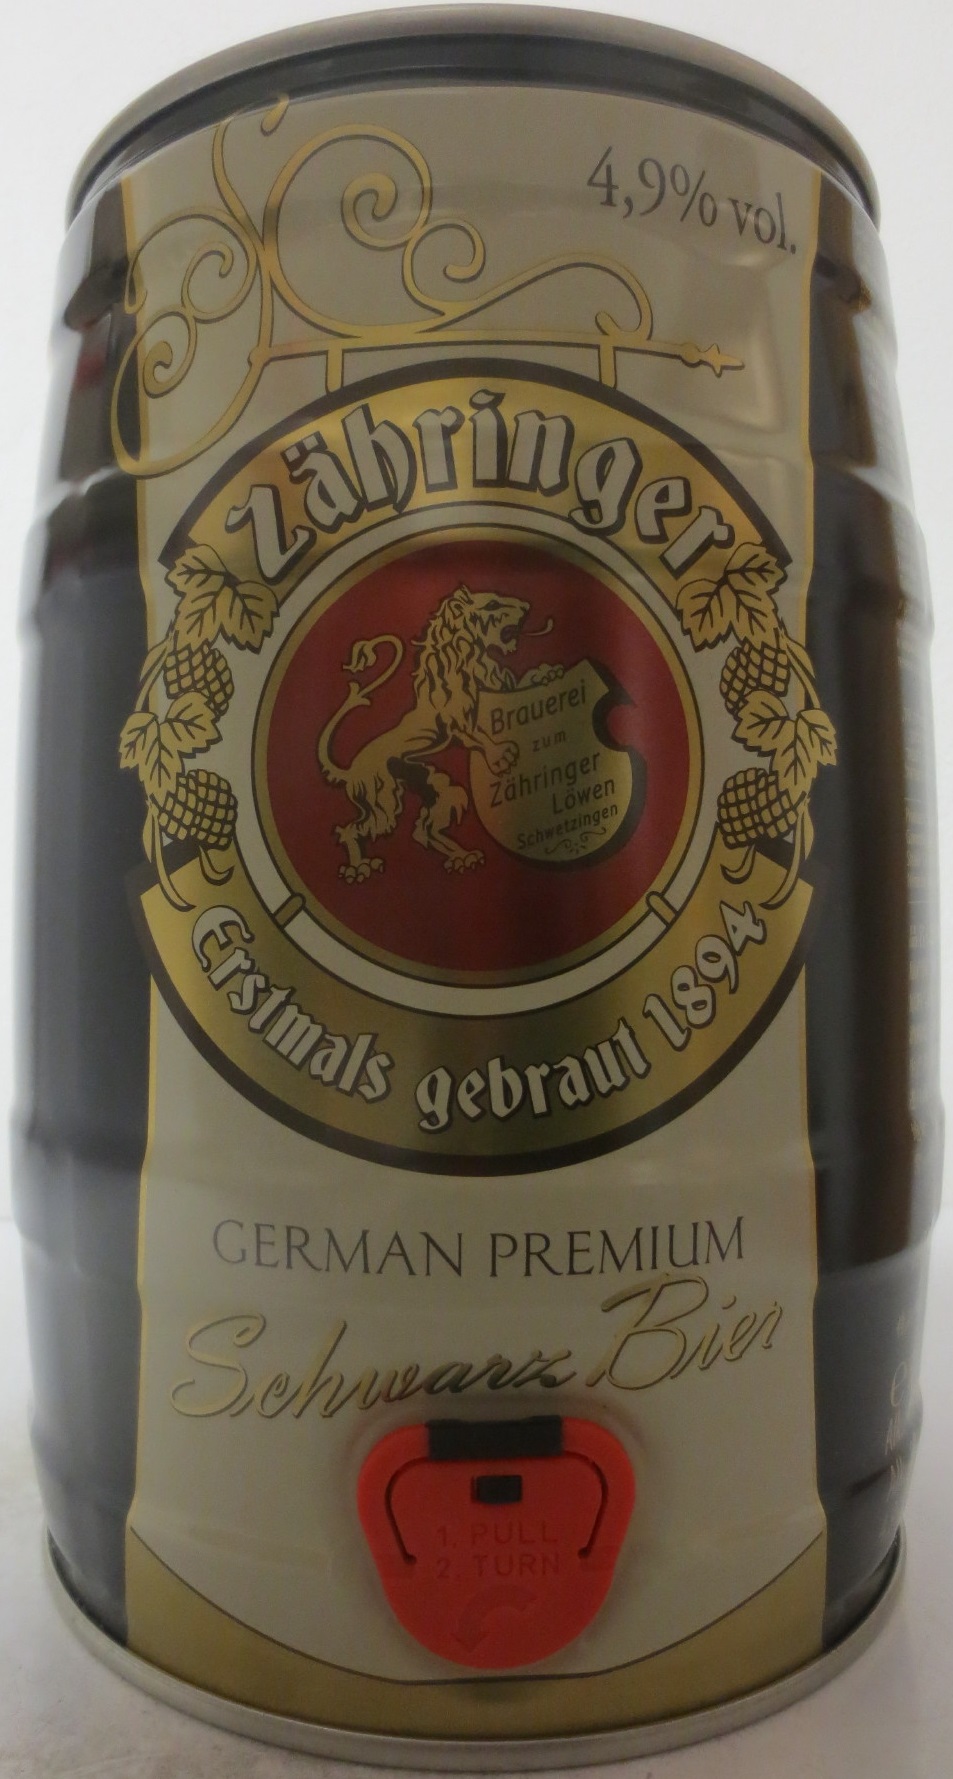 4,9% vol.
Zähringer
Brauerei
zum
Zähringer
Löwen
Schwetzingen
Erstmals gebraut 1894
GERMAN PREMIUM
Schwarz Bier
1. PULL
2. TURN